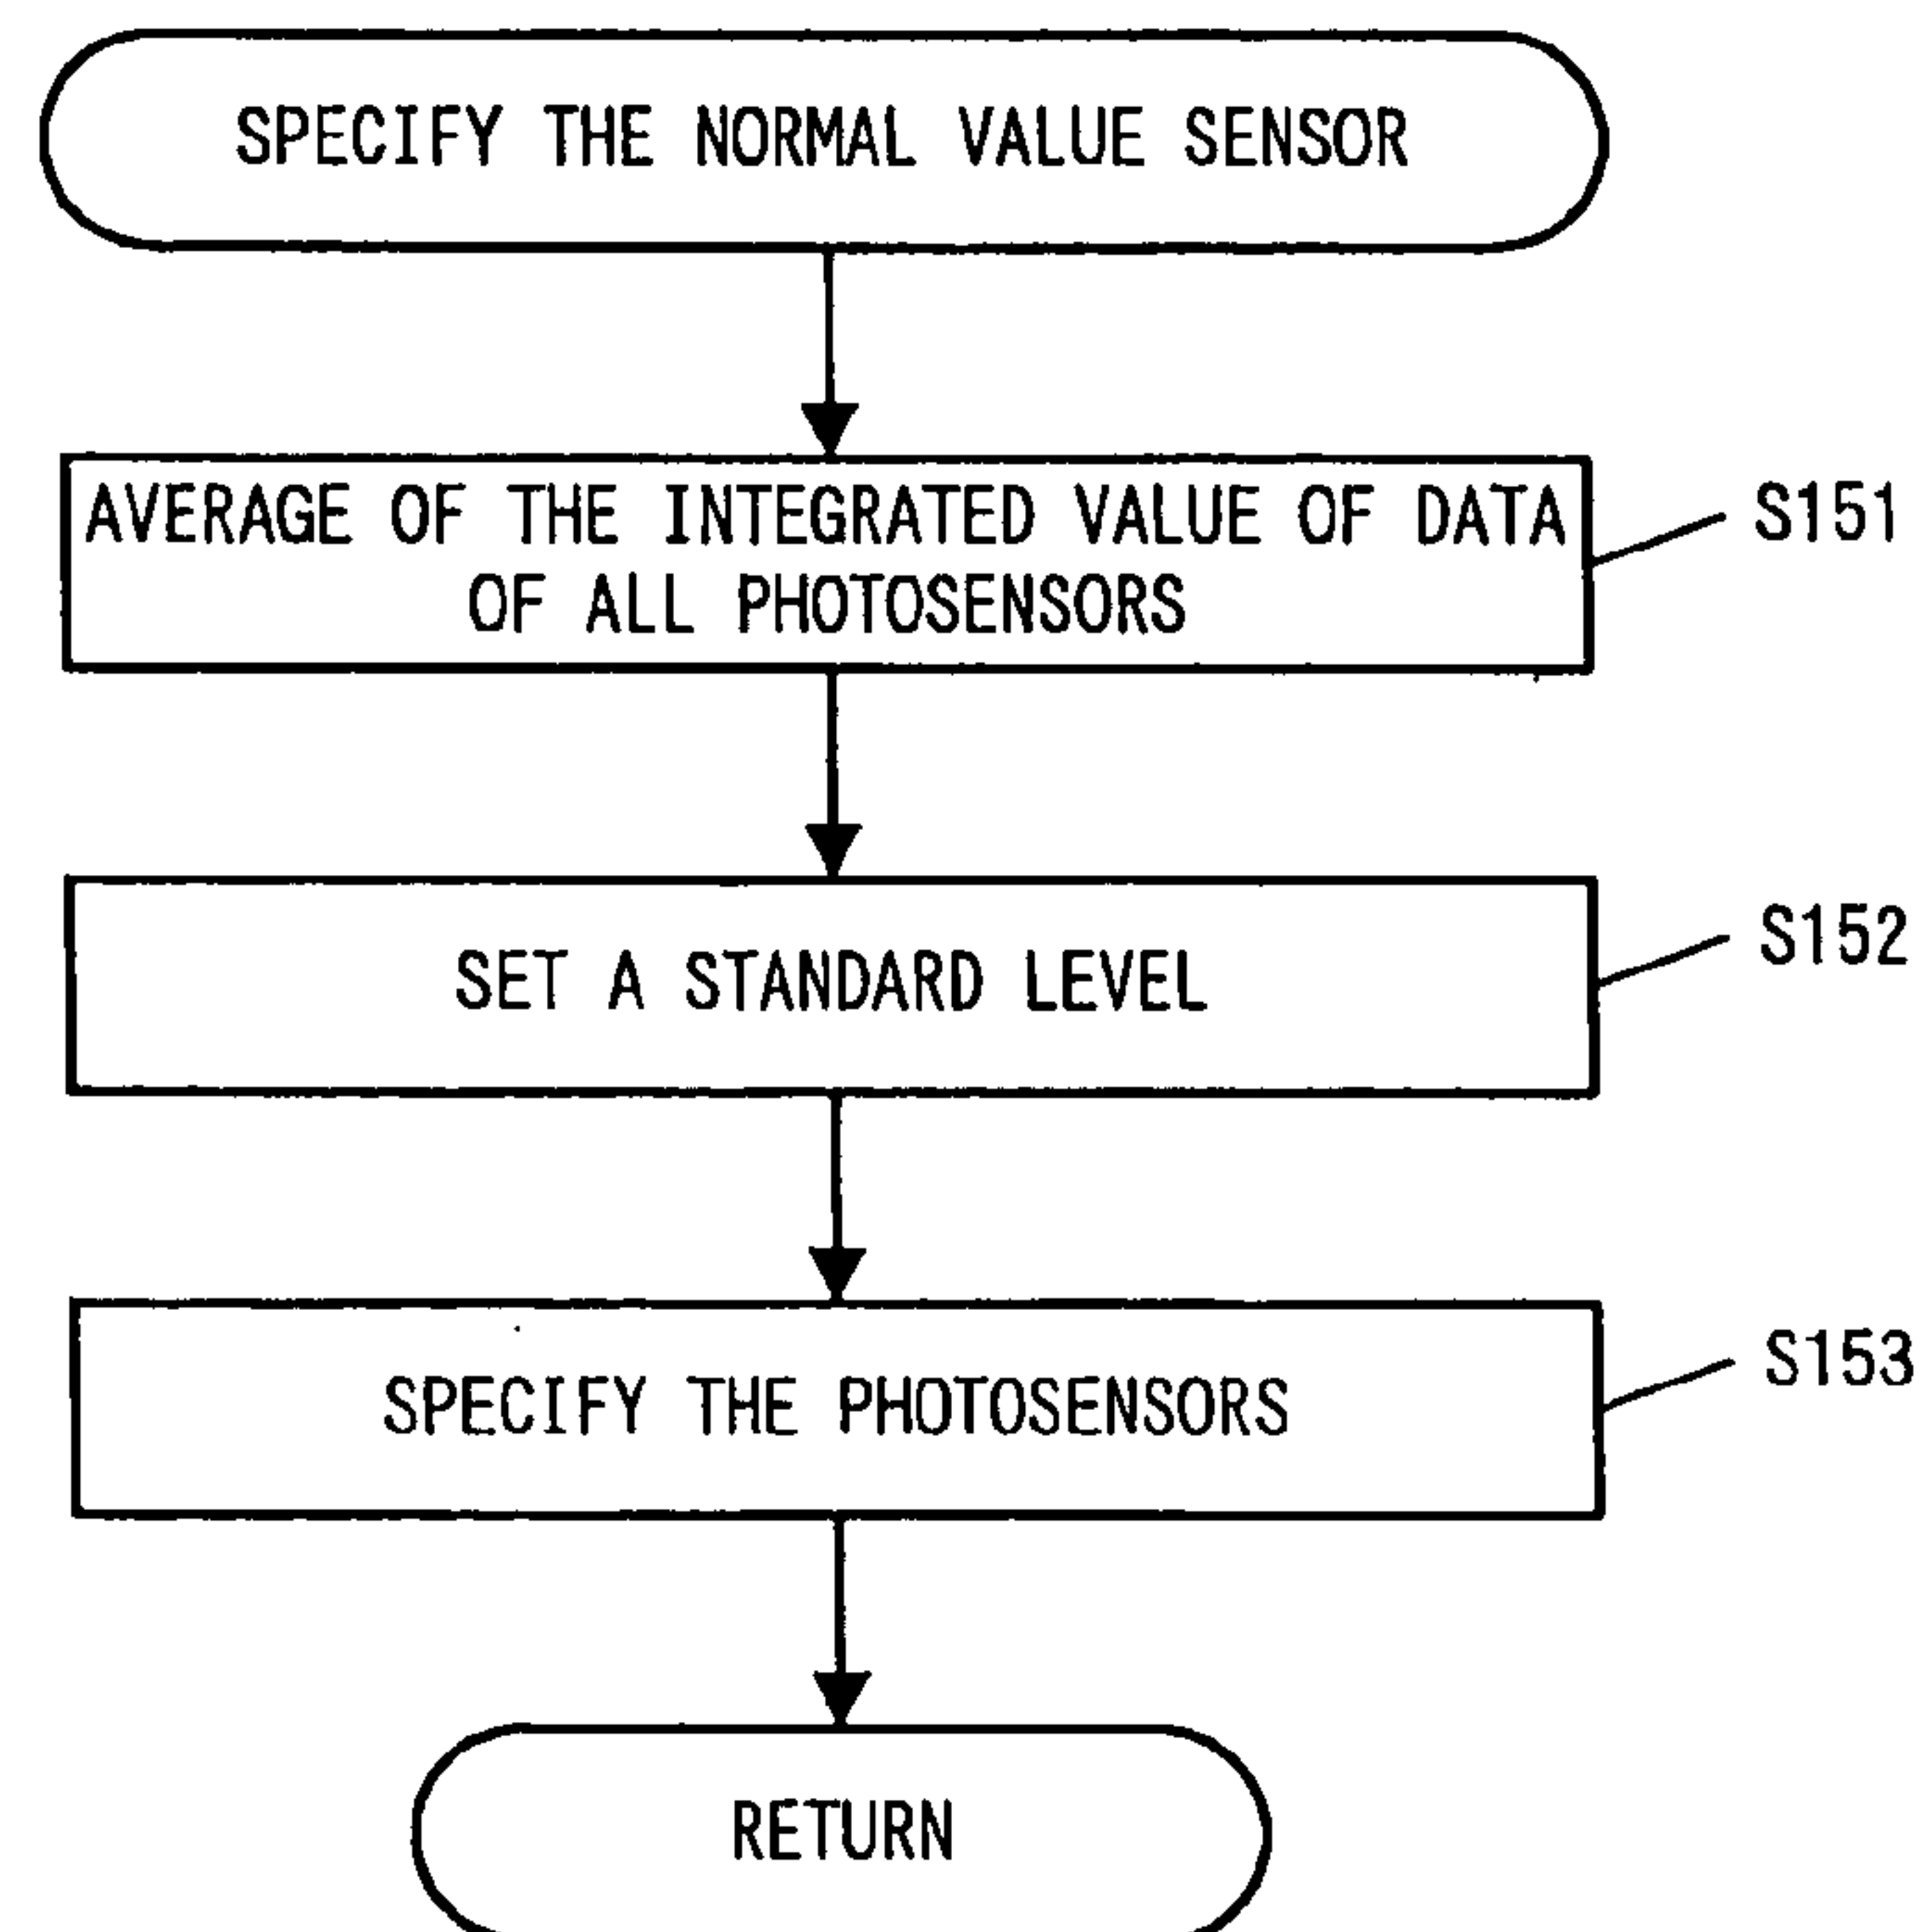 SPECIFY THE NORMAL VALUE SENSOR
AVERAGE OF THE INTEGRATED VALUE OF DATA
OF ALL PHOTOSENSORS
S151
SET A STANDARD LEVEL
S152
SPECIFY THE PHOTOSENSORS
S153
RETURN